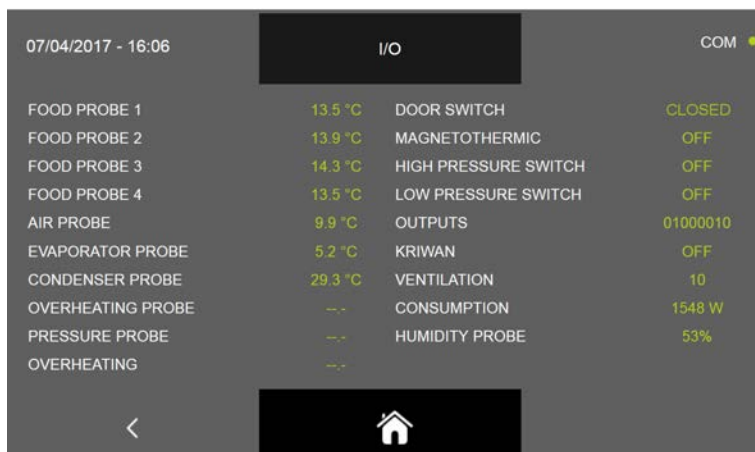 07/04/2017 - 16:06 I/O COM
FOOD PROBE 1 13.5 °C DOOR SWITCH CLOSED
FOOD PROBE 2 13.9 °C MAGNETOTHERMIC OFF
FOOD PROBE 3 14.3 °C HIGH PRESSURE SWITCH OFF
FOOD PROBE 4 13.5 °C LOW PRESSURE SWITCH OFF
AIR PROBE 9.9 °C OUTPUTS 01000010
EVAPORATOR PROBE 5.2 °C KRIWAN OFF
CONDENSER PROBE 29.3 °C VENTILATION 10
OVERHEATING PROBE --.- CONSUMPTION 1548 W
PRESSURE PROBE --.- HUMIDITY PROBE 53%
OVERHEATING --.-